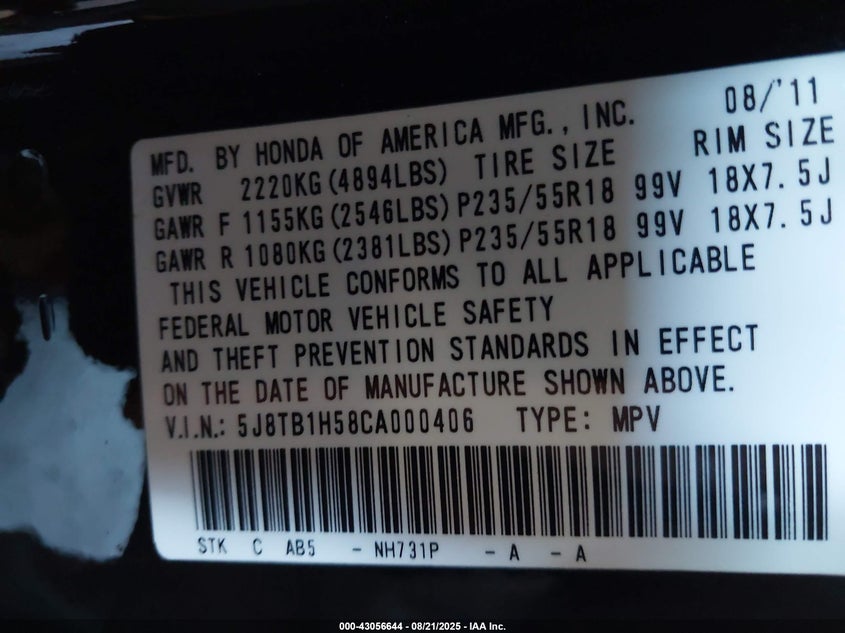 08/'11
MFD. BY HONDA OF AMERICA MFG., INC.
GVWR 2220KG (4894LBS) TIRE SIZE RIM SIZE
GAWR F 1155KG (2546LBS) P235/55R18 99V 18X7.5J
GAWR R 1080KG (2381LBS) P235/55R18 99V 18X7.5J
THIS VEHICLE CONFORMS TO ALL APPLICABLE
FEDERAL MOTOR VEHICLE SAFETY
AND THEFT PREVENTION STANDARDS IN EFFECT
ON THE DATE OF MANUFACTURE SHOWN ABOVE.
V.I.N.: 5J8TB1H58CA000406 TYPE: MPV
STK C AB5 - NH731P - A - A
000-43056644 - 08/21/2025 - IAA Inc.